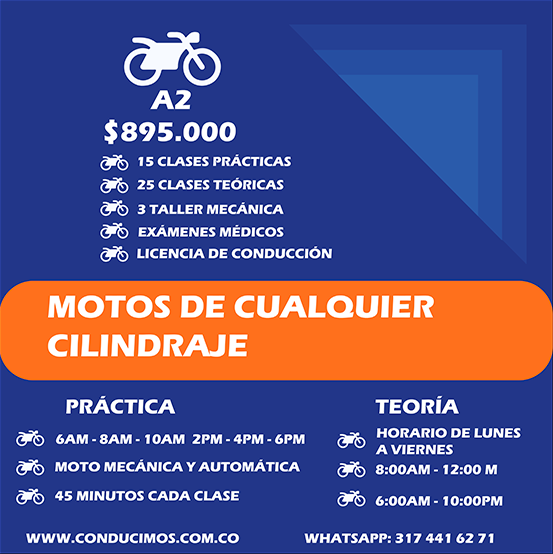 A2
$895.000
15 CLASES PRÁCTICAS
25 CLASES TEÓRICAS
3 TALLER MECÁNICA
EXÁMENES MÉDICOS
LICENCIA DE CONDUCCIÓN
MOTOS DE CUALQUIER
CILINDRAJE
PRÁCTICA
6AM - 8AM - 10AM 2PM - 4PM - 6PM
MOTO MECÁNICA Y AUTOMÁTICA
45 MINUTOS CADA CLASE
TEORÍA
HORARIO DE LUNES
A VIERNES
8:00AM - 12:00 M
6:00AM - 10:00PM
WWW.CONDUCIMOS.COM.CO
WHATSAPP: 317 441 62 71